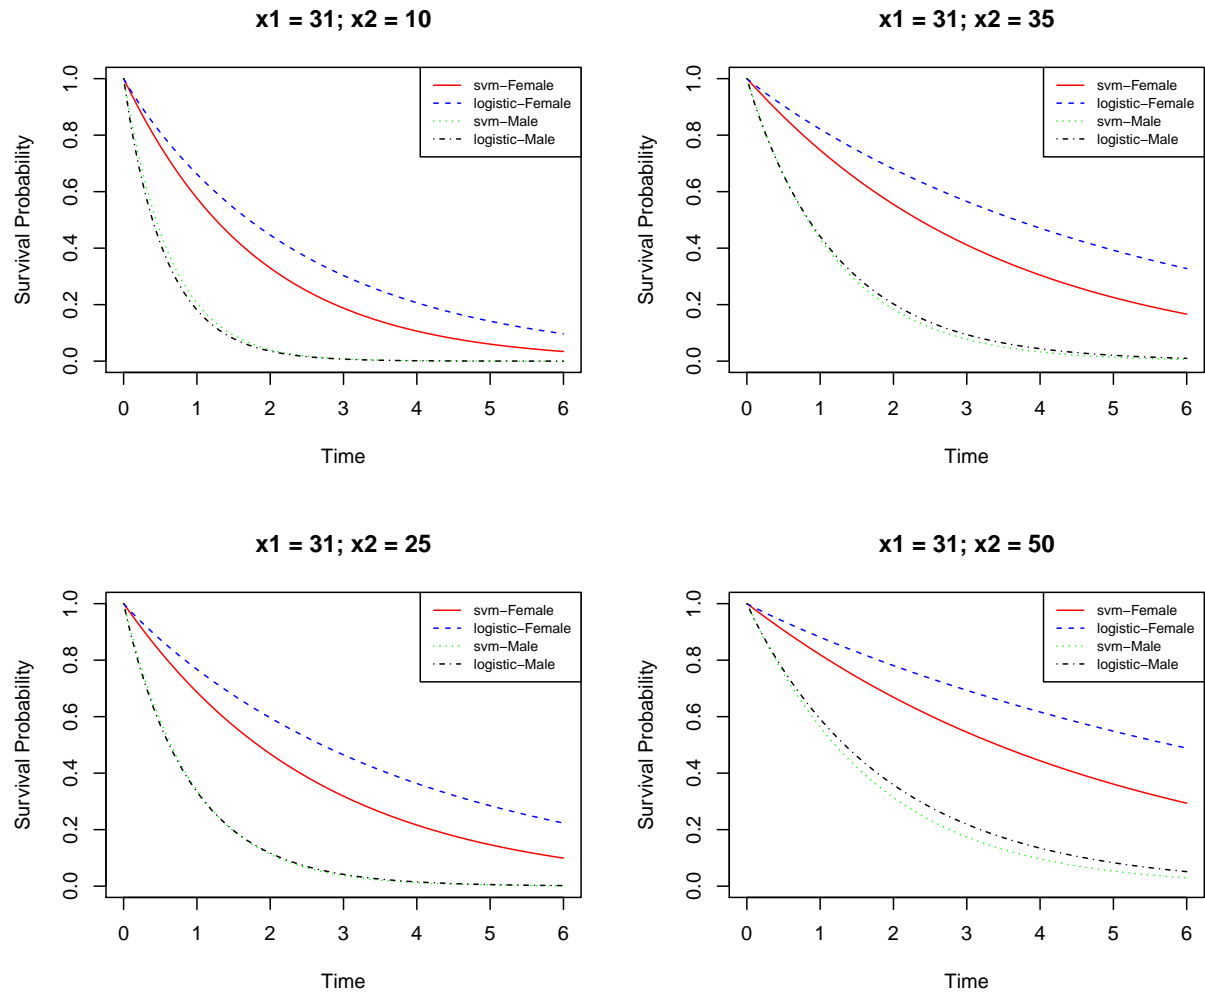 x1 = 31; x2 = 10
Survival Probability
1.0
0.8
0.6
0.4
0.2
0.0
svm−Female
logistic−Female
svm−Male
logistic−Male
0 1 2 3 4 5 6
Time
x1 = 31; x2 = 35
Survival Probability
1.0
0.8
0.6
0.4
0.2
0.0
svm−Female
logistic−Female
svm−Male
logistic−Male
0 1 2 3 4 5 6
Time
x1 = 31; x2 = 25
Survival Probability
1.0
0.8
0.6
0.4
0.2
0.0
svm−Female
logistic−Female
svm−Male
logistic−Male
0 1 2 3 4 5 6
Time
x1 = 31; x2 = 50
Survival Probability
1.0
0.8
0.6
0.4
0.2
0.0
svm−Female
logistic−Female
svm−Male
logistic−Male
0 1 2 3 4 5 6
Time